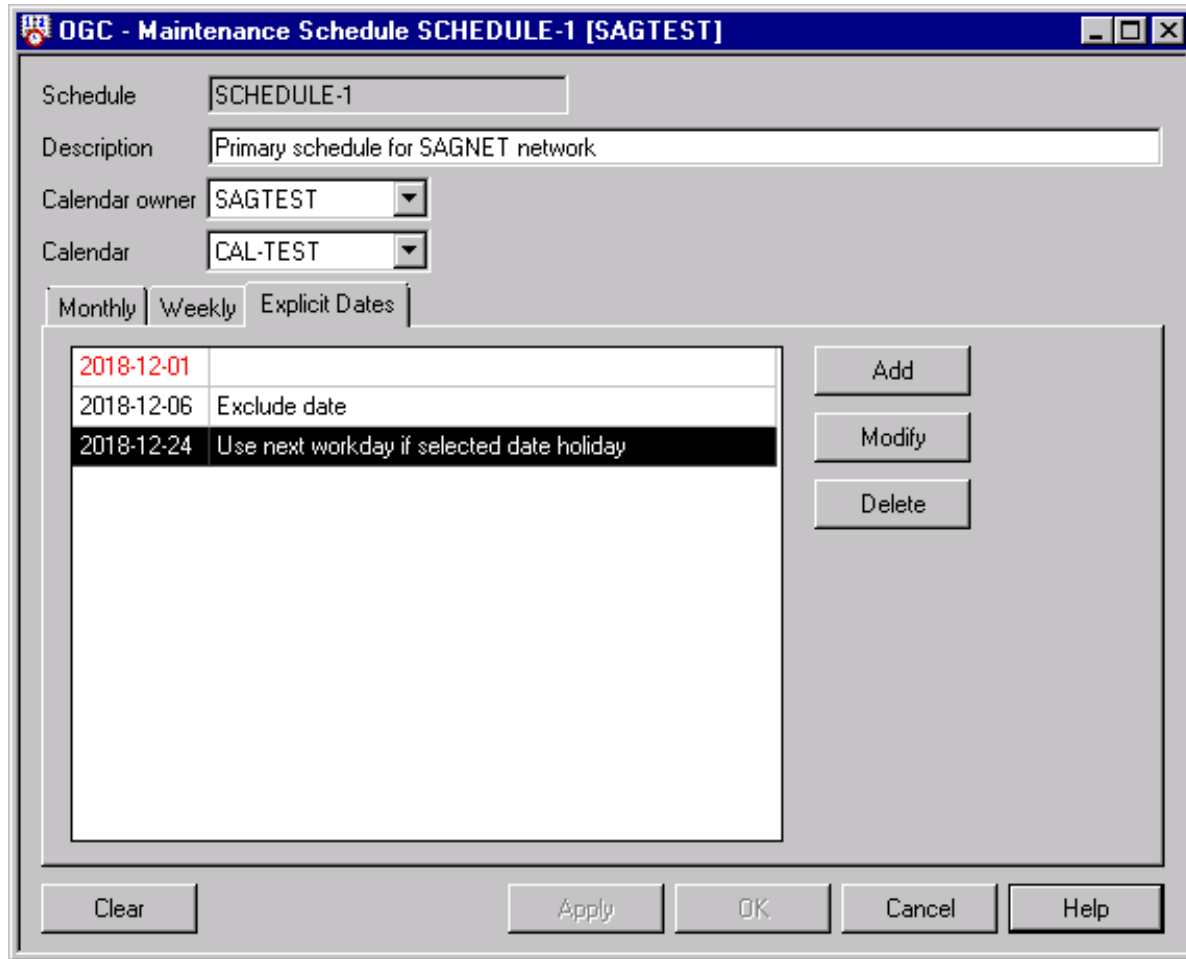 OGC - Maintenance Schedule SCHEDULE-1 [SAGTEST]
Schedule SCHEDULE-1
Description Primary schedule for SAGNET network
Calendar owner SAGTEST
Calendar CAL-TEST
Monthly Weekly Explicit Dates
2018-12-01 Add
2018-12-06 Exclude date
2018-12-24 Use next workday if selected date holiday Modify
Delete
Clear Apply OK Cancel Help